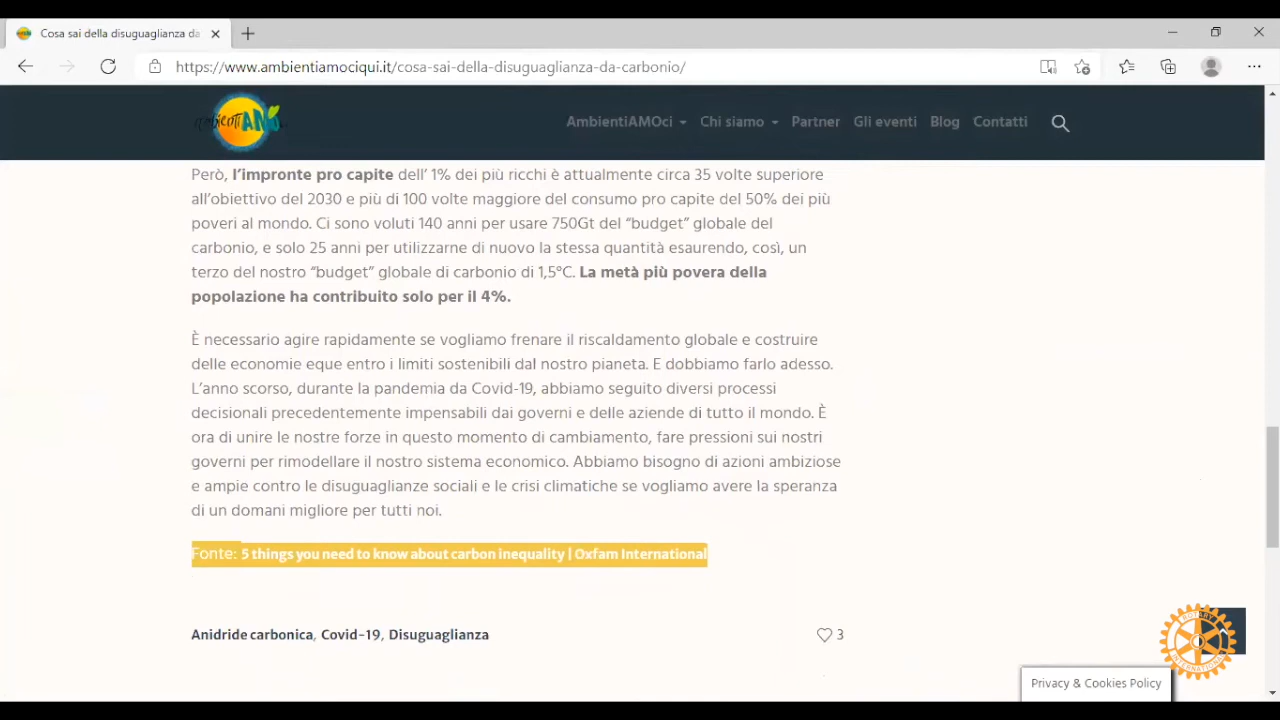 Cosa sai della disuguaglianza da
https://www.ambientiamociqui.it/cosa-sai-della-disuguaglianza-da-carbonio/
AmbientiAMOci Chi siamo Partner Gli eventi Blog Contatti
Però, l’impronte pro capite dell’ 1% dei più ricchi è attualmente circa 35 volte superiore
all’obiettivo del 2030 e più di 100 volte maggiore del consumo pro capite del 50% dei più
poveri al mondo. Ci sono voluti 140 anni per usare 750Gt del “budget” globale del
carbonio, e solo 25 anni per utilizzarne di nuovo la stessa quantità esaurendo, così, un
terzo del nostro “budget” globale di carbonio di 1,5°C. La metà più povera della
popolazione ha contribuito solo per il 4%.
È necessario agire rapidamente se vogliamo frenare il riscaldamento globale e costruire
delle economie eque entro i limiti sostenibili dal nostro pianeta. E dobbiamo farlo adesso.
L’anno scorso, durante la pandemia da Covid-19, abbiamo seguito diversi processi
decisionali precedentemente impensabili dai governi e delle aziende di tutto il mondo. È
ora di unire le nostre forze in questo momento di cambiamento, fare pressioni sui nostri
governi per rimodellare il nostro sistema economico. Abbiamo bisogno di azioni ambiziose
e ampie contro le disuguaglianze sociali e le crisi climatiche se vogliamo avere la speranza
di un domani migliore per tutti noi.
Fonte: 5 things you need to know about carbon inequality | Oxfam International
Anidride carbonica, Covid-19, Disuguaglianza
3
ROTARY
INTERNATIONAL
Privacy & Cookies Policy